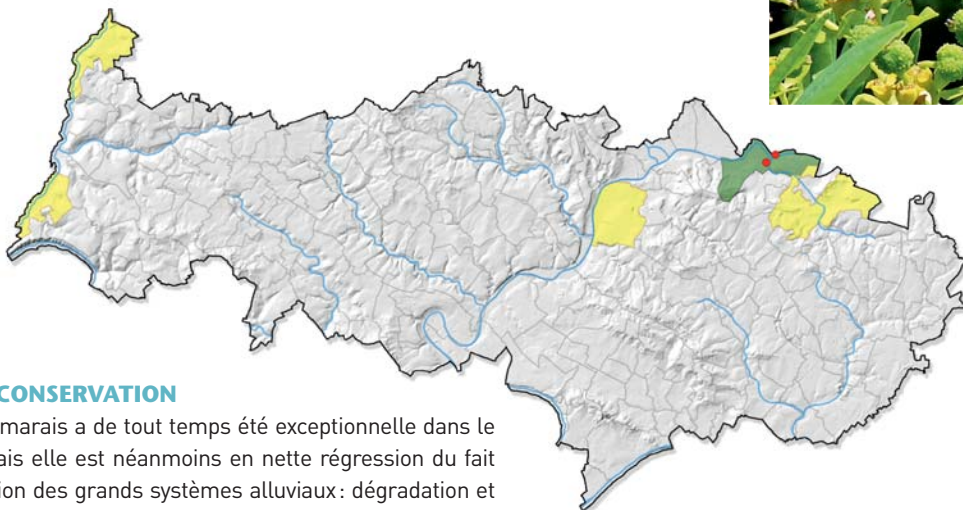 CONSERVATION
marais a de tout temps été exceptionnelle dans le
ais elle est néanmoins en nette régression du fait
ion des grands systèmes alluviaux : dégradation et